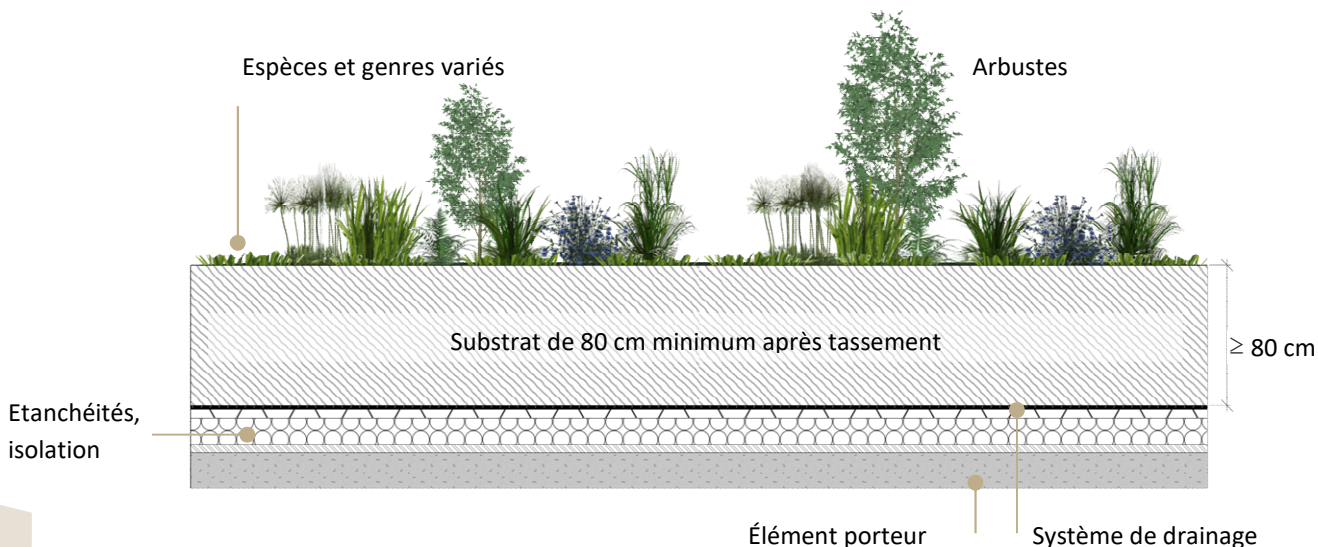 Espèces et genres variés
Arbustes
Substrat de 80 cm minimum après tassement
≥ 80 cm
Etanchéités,
isolation
Élément porteur
Système de drainage